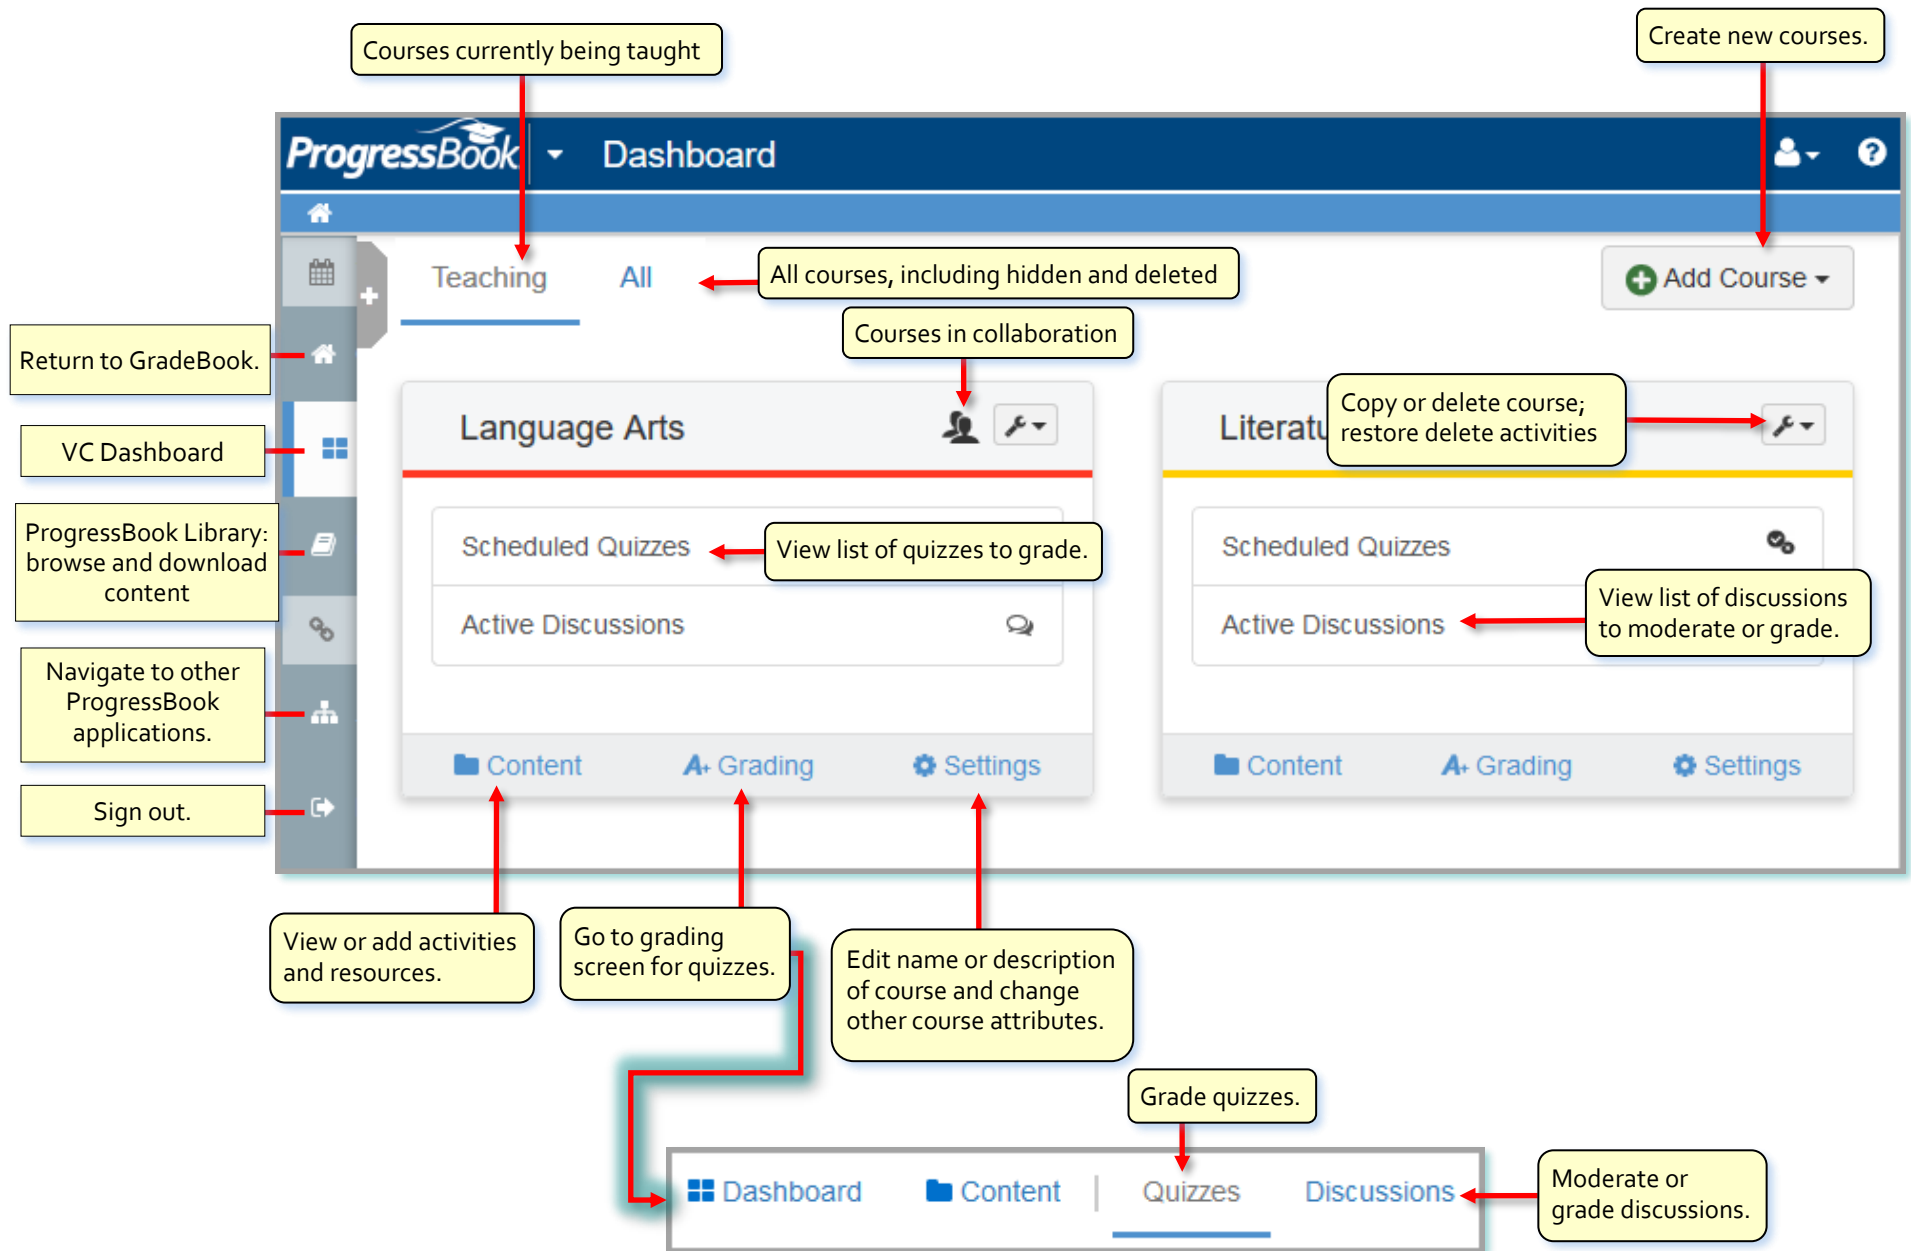 Courses currently being taught
Create new courses.
ProgressBook
Dashboard
Teaching
All
All courses, including hidden and deleted
Add Course
Courses in collaboration
Return to GradeBook.
Copy or delete course;
restore delete activities
Language Arts
Literatu
VC Dashboard
ProgressBook Library:
browse and download
content
Scheduled Quizzes
View list of quizzes to grade.
Scheduled Quizzes
Active Discussions
Active Discussions
View list of discussions
to moderate or grade.
Navigate to other
ProgressBook
applications.
Content
A+ Grading
Settings
Content
A+ Grading
Settings
Sign out.
View or add activities
and resources.
Go to grading
screen for quizzes.
Edit name or description
of course and change
other course attributes.
Grade quizzes.
Dashboard
Content
Quizzes
Discussions
Moderate or
grade discussions.